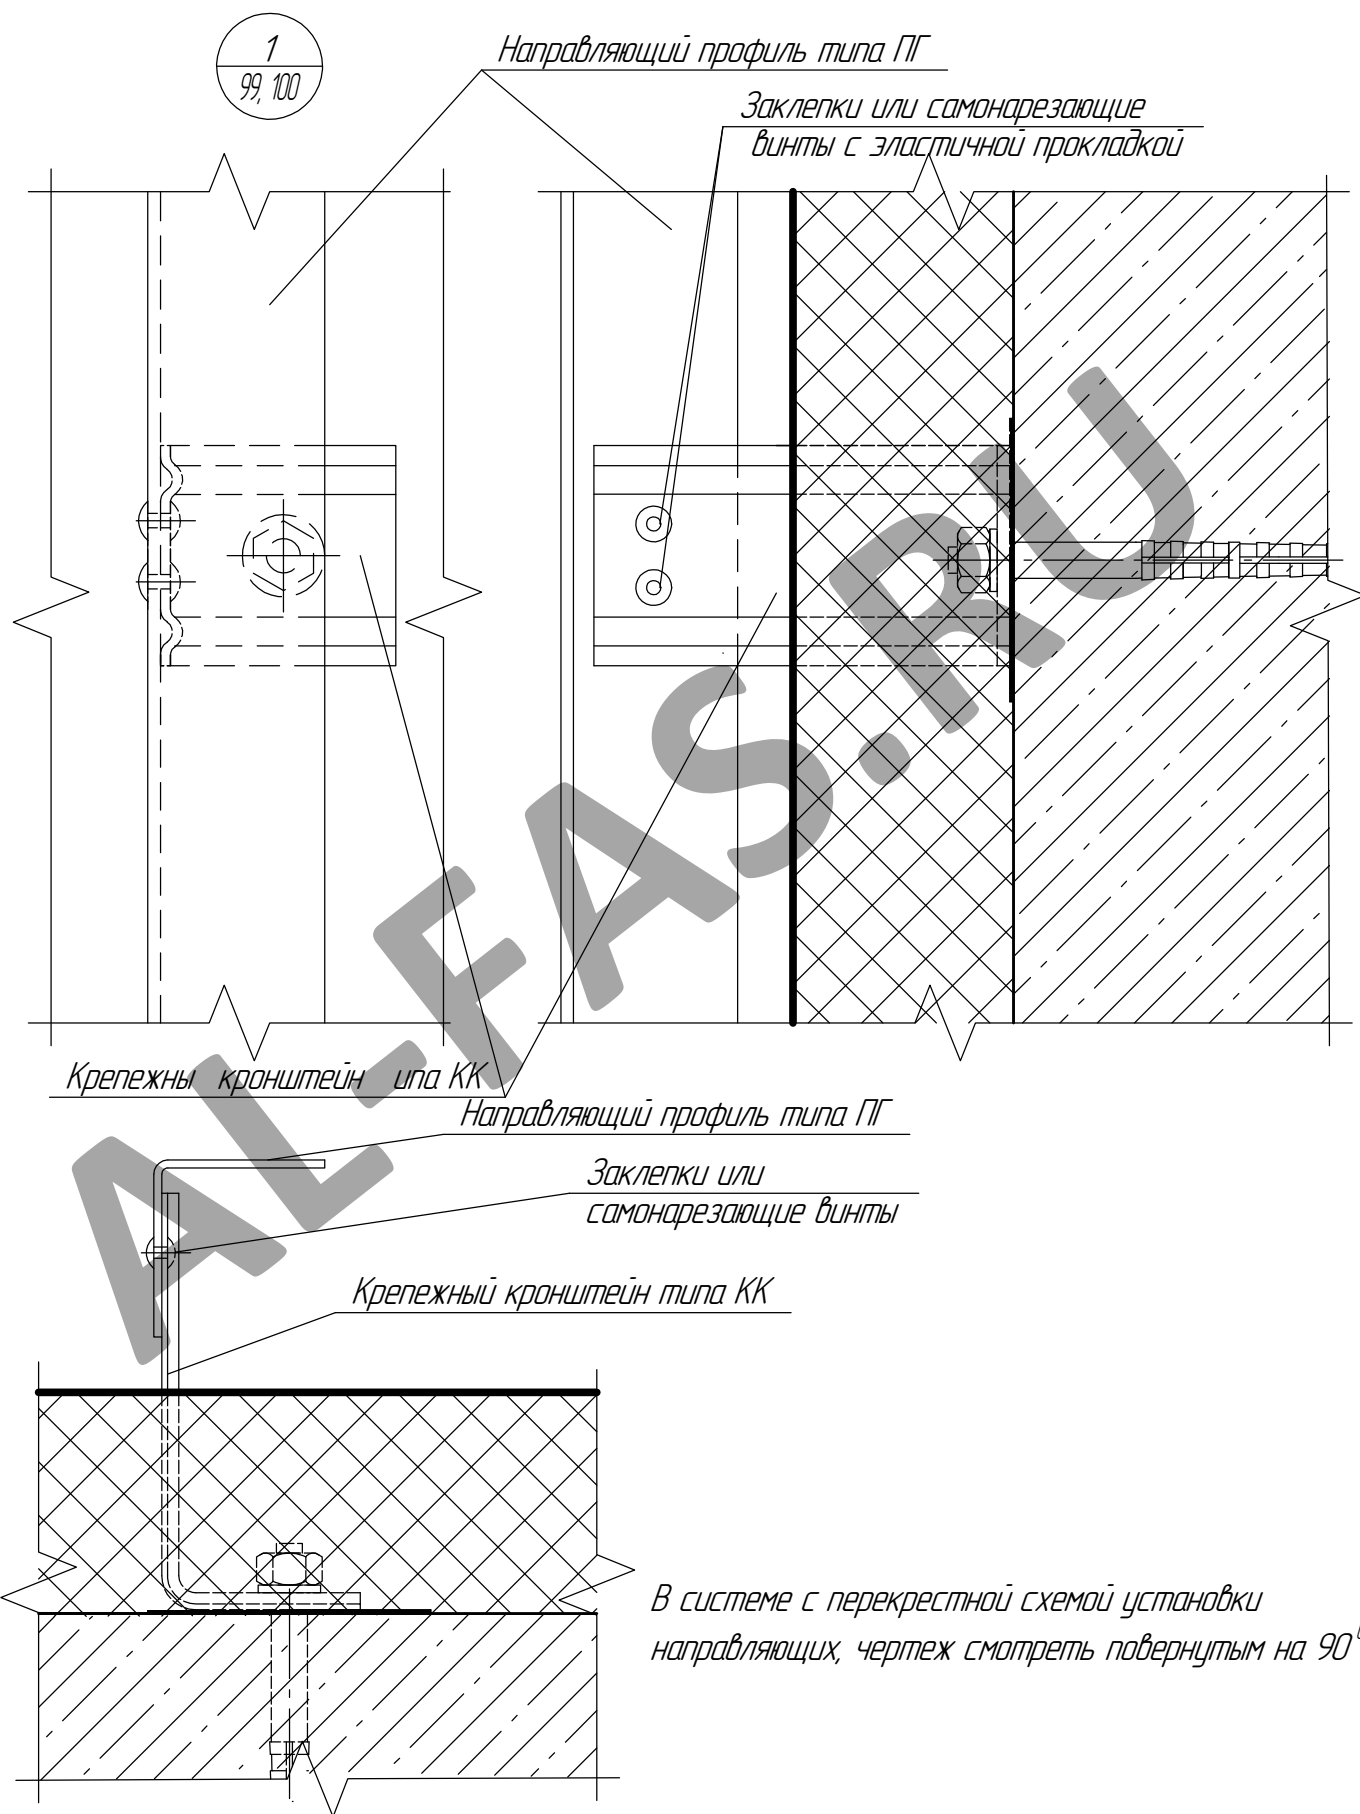 1
99, 100
Направляющий профиль типа ПГ
Заклепки или самонарезающие
винты с эластичной прокладкой
Крепежны кронштейн ипа КК
Направляющий профиль типа ПГ
Заклепки или
самонарезающие винты
Крепежный кронштейн типа КК
В системе с перекрестной схемой установки
направляющих, чертеж смотреть повернутым на 90°
AL-FAS.RU